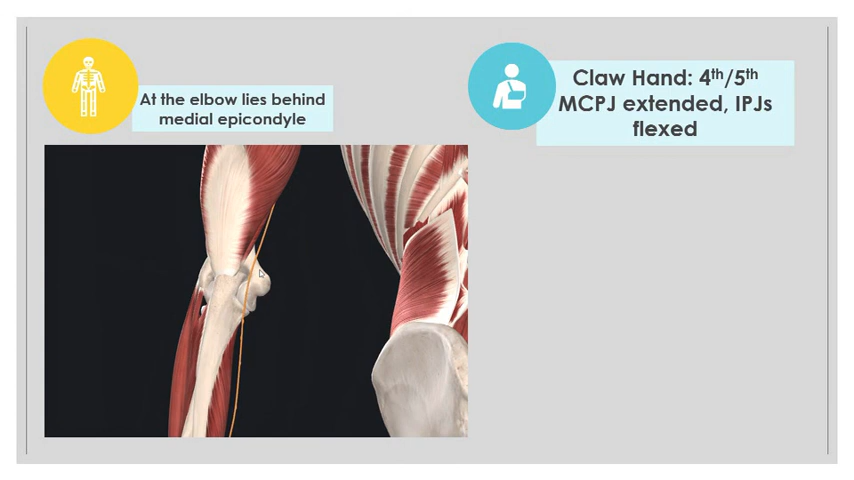 At the elbow lies behind
medial epicondyle
Claw Hand: 4th/5th
MCPJ extended, IPJs
flexed